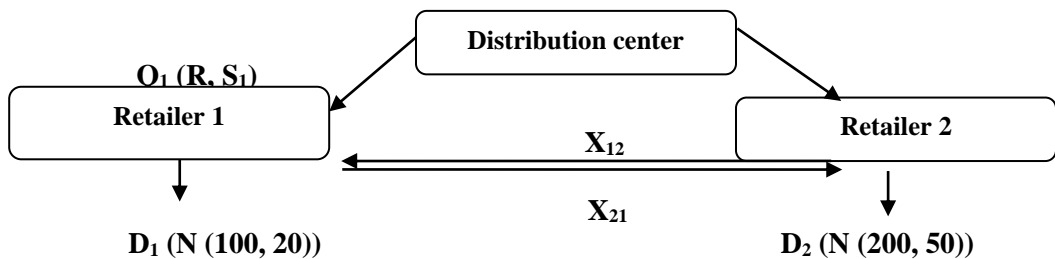 Distribution center
O₁ (R, S₁)
Retailer 1
Retailer 2
X₁₂
X₂₁
D₁ (N (100, 20))
D₂ (N (200, 50))